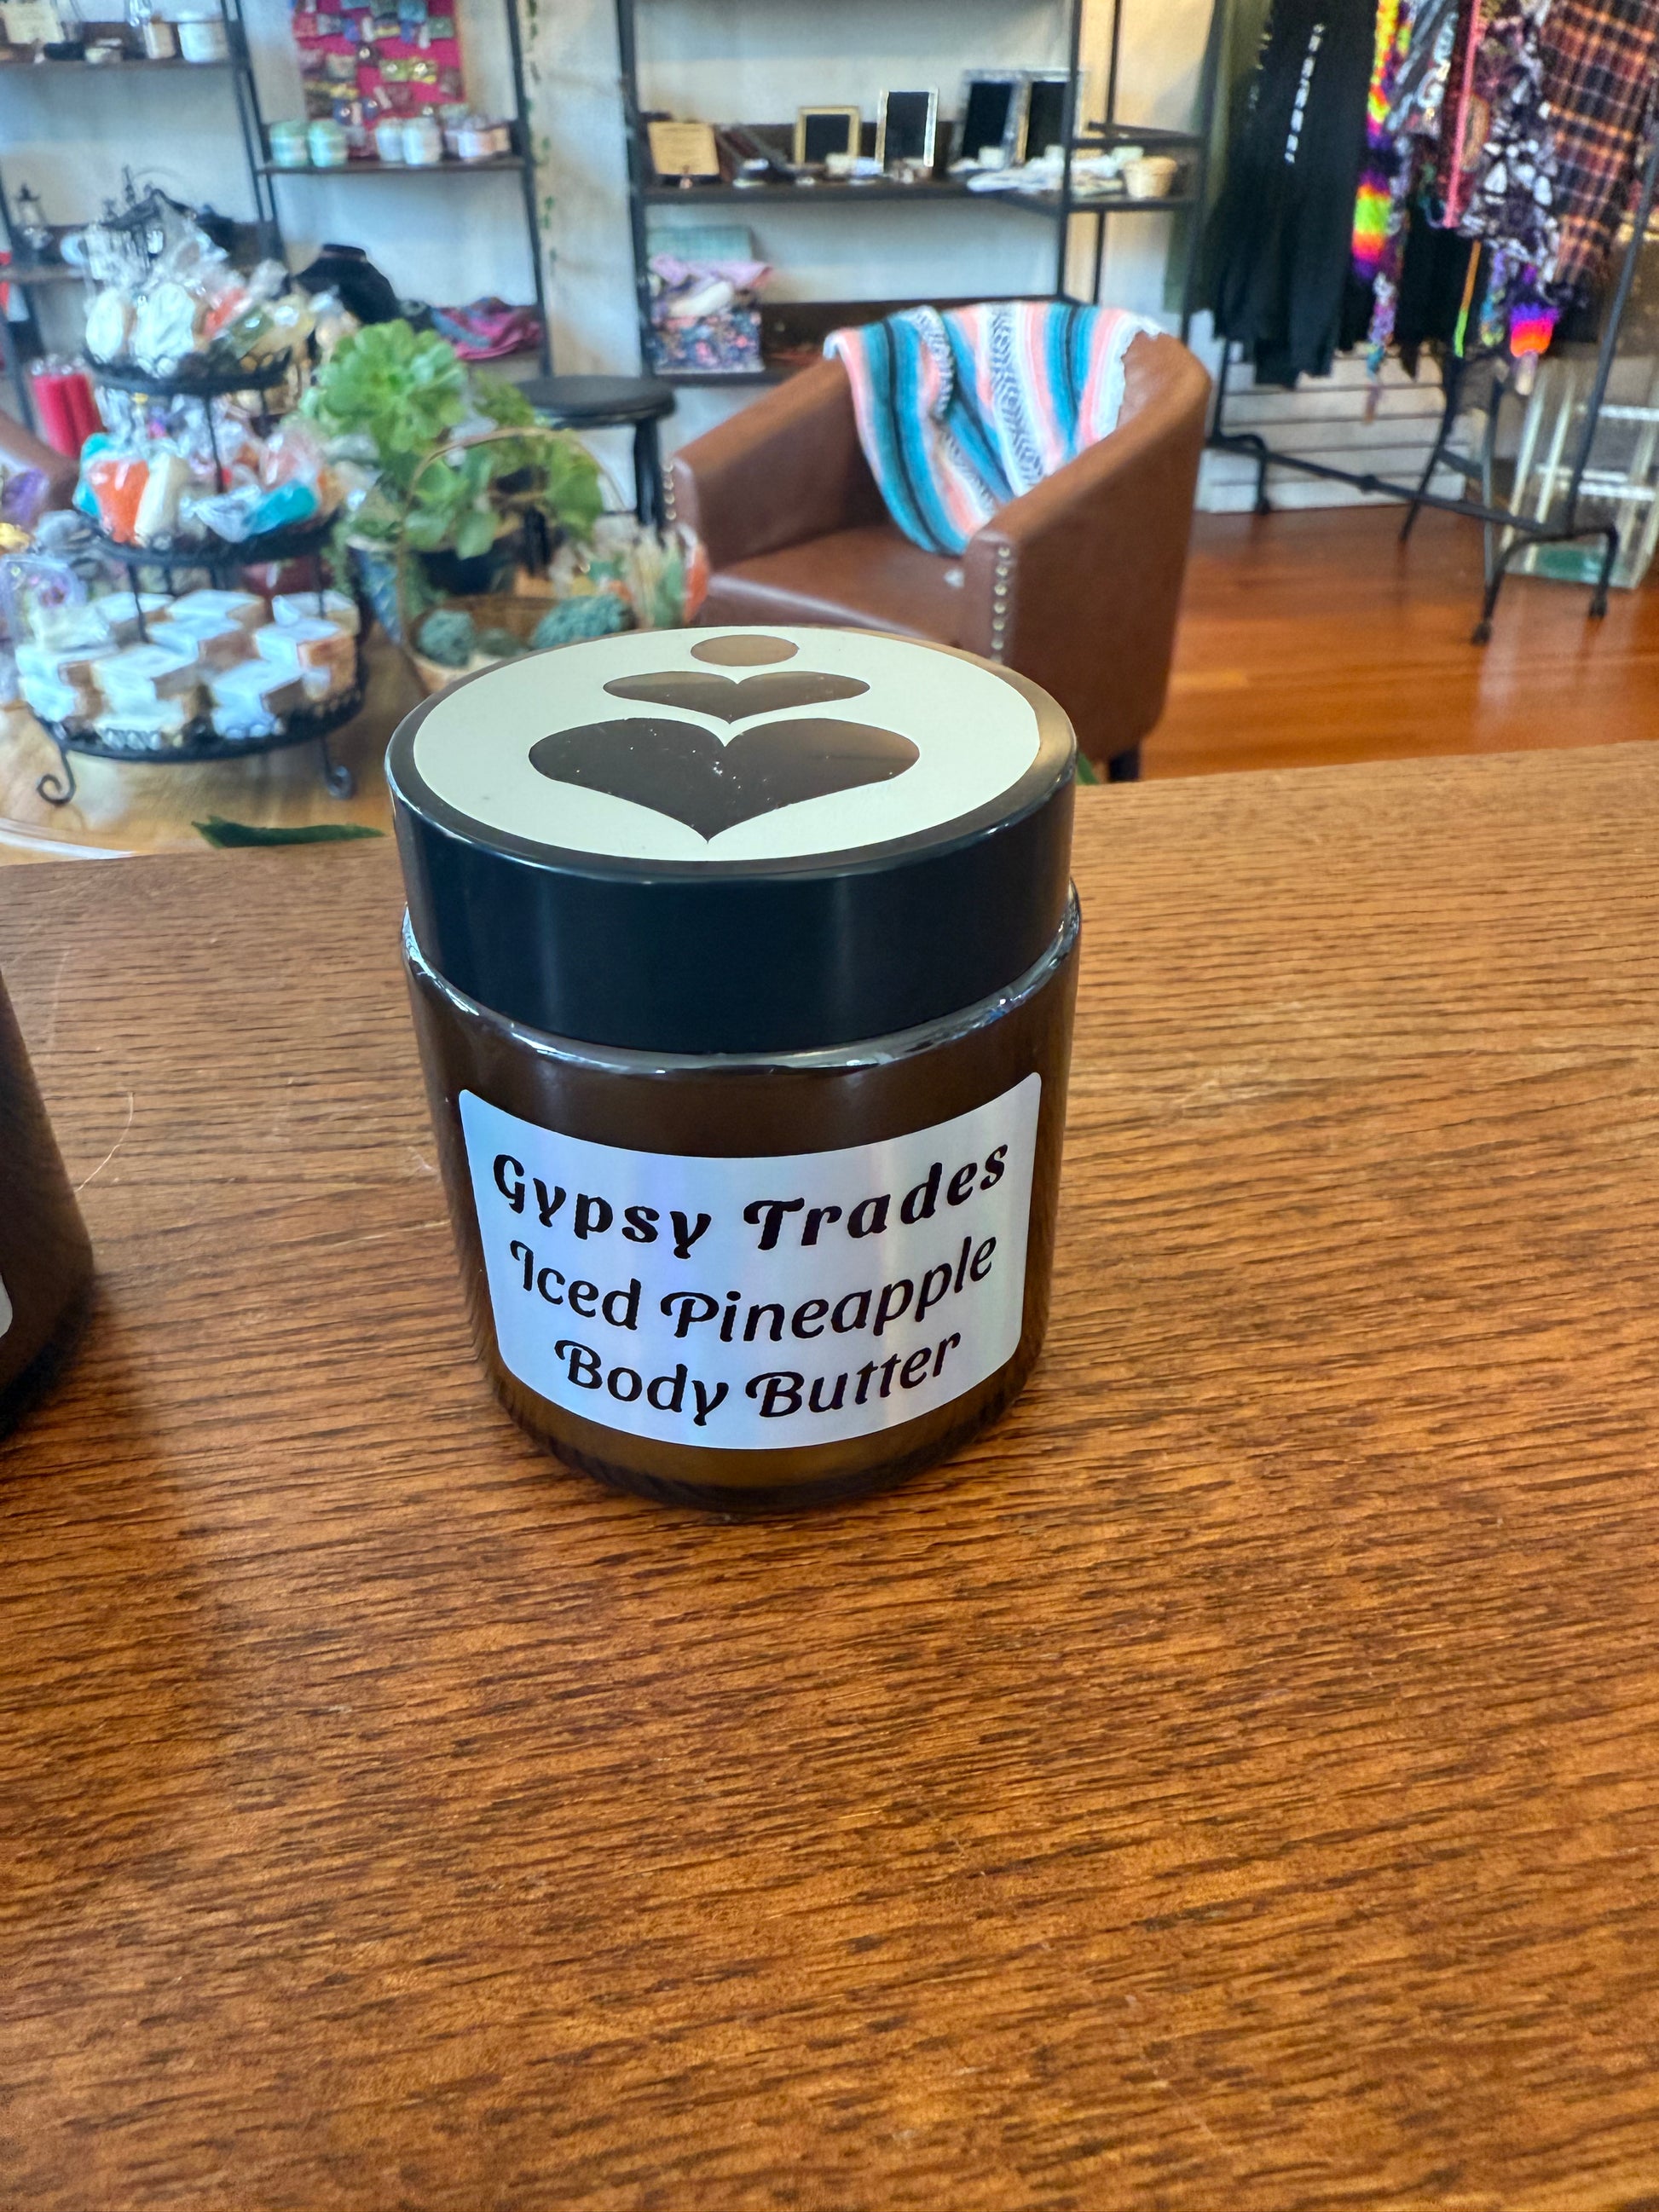 Gypsy Trades
Iced Pineapple
Body Butter